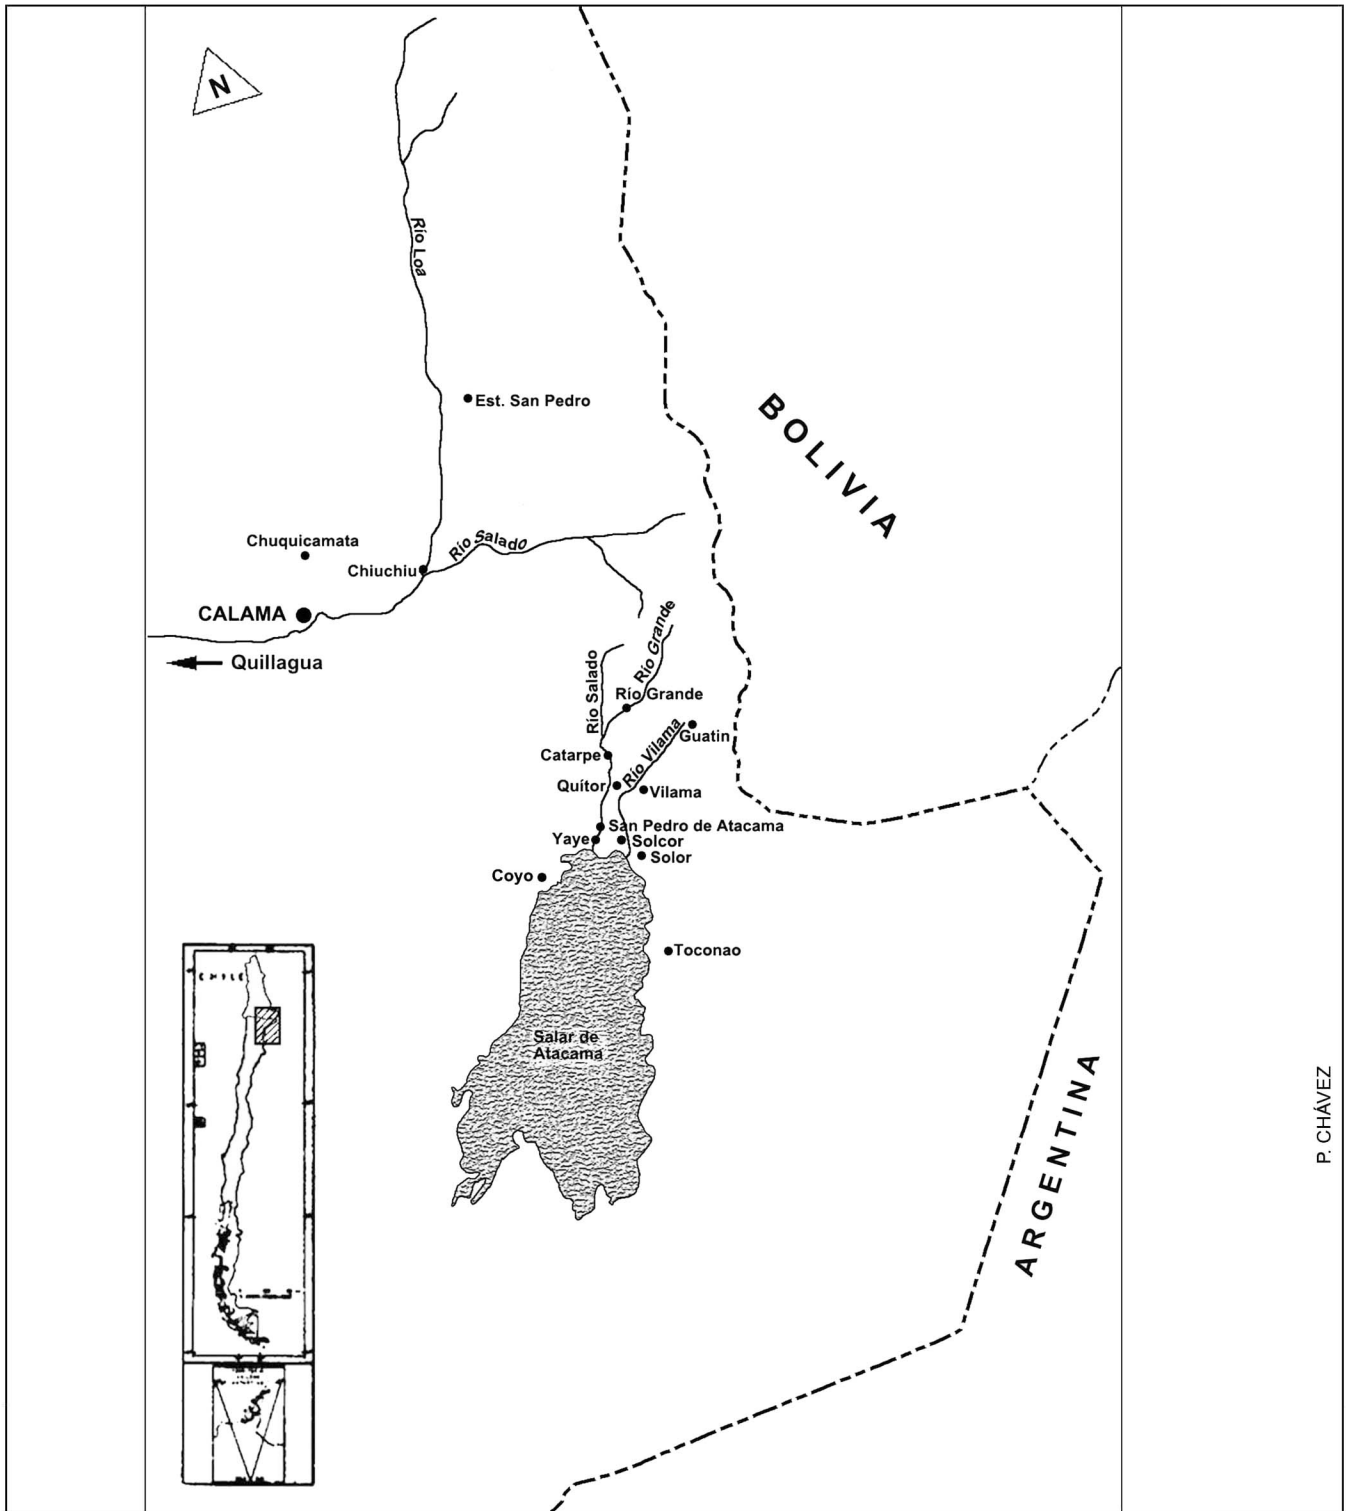 N
Río Loa
Est. San Pedro
BOLIVIA
Chuquicamata
Río Salado
Chiuchiu
CALAMA
Quillagua
Río Grande
Río Salado
Río Grande
Guatin
Río Vilama
Catarpe
Quítor
Vilama
San Pedro de Atacama
Yaye
Solcor
Solor
Coyo
Toconao
CHILE
Salar de
Atacama
ARGENTINA
P. CHÁVEZ